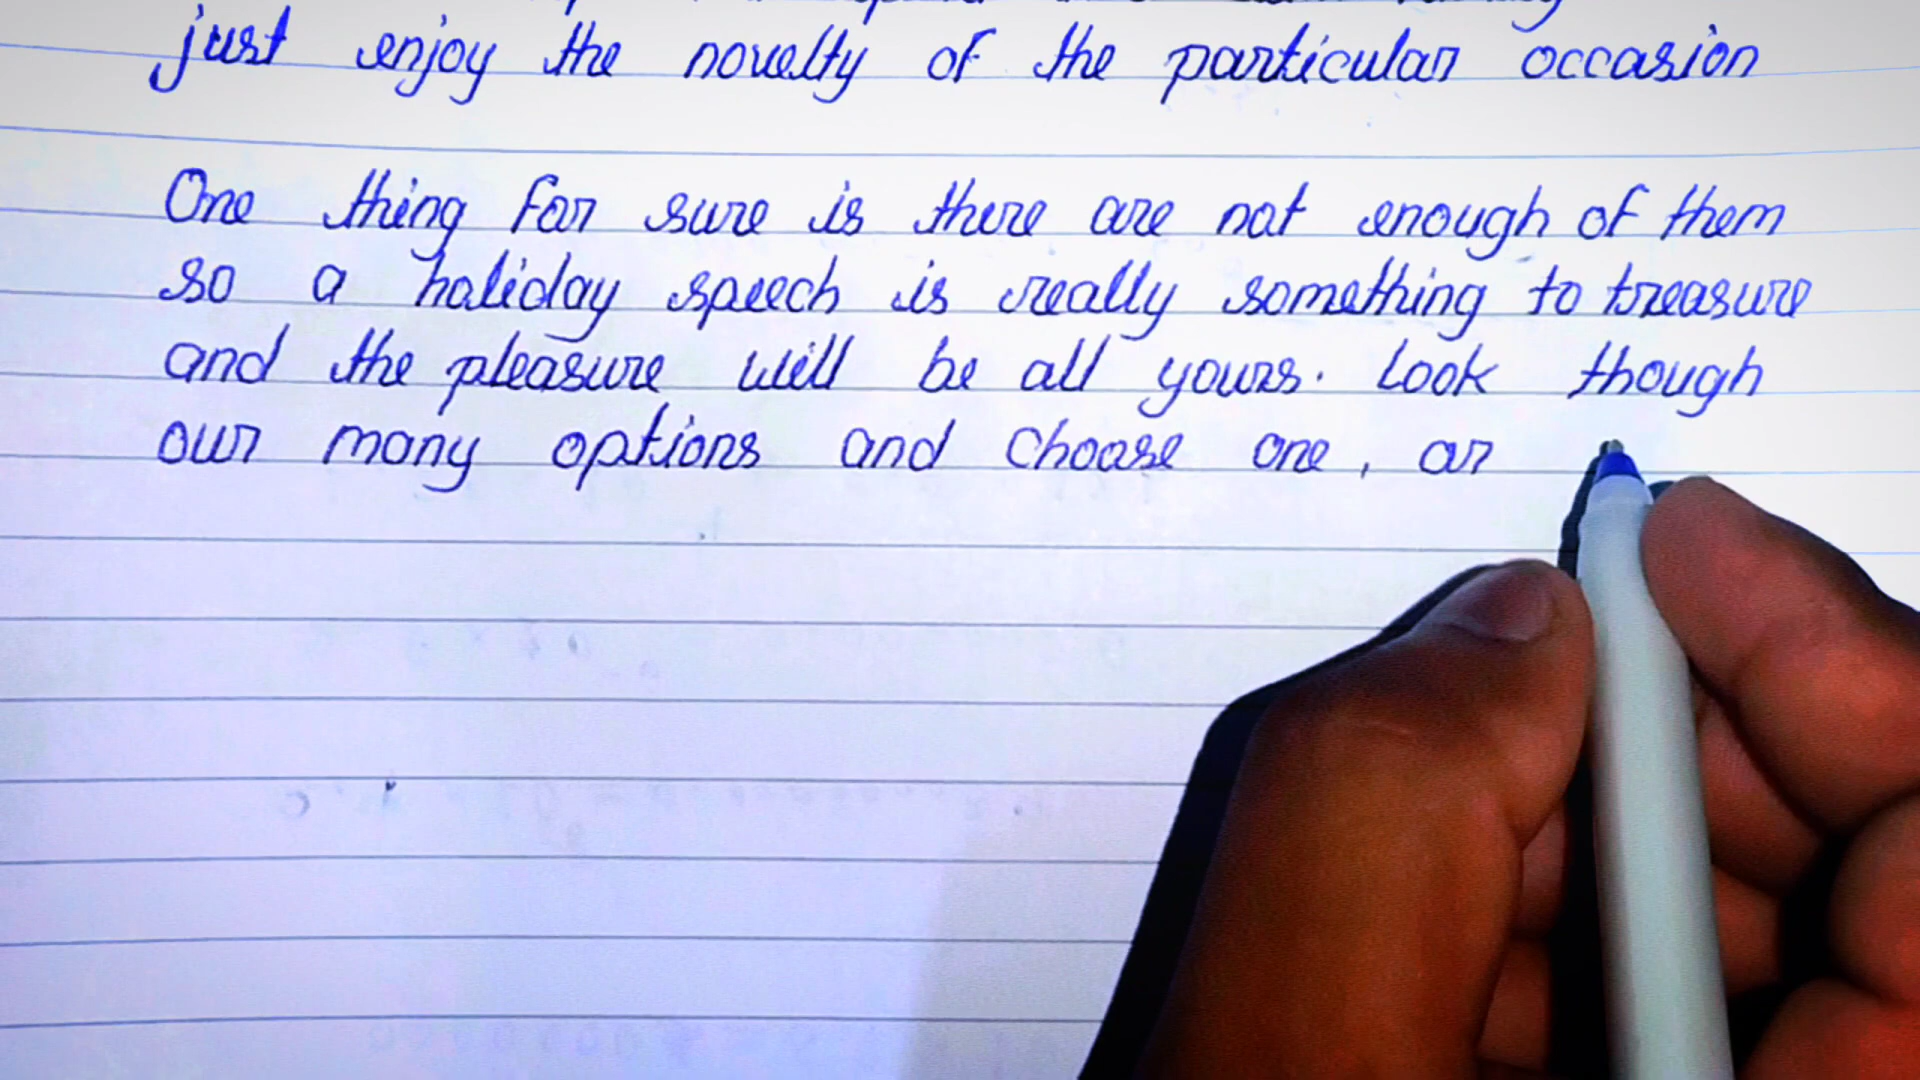 just enjoy the novelty of the particular occasion
One thing for sure is there are not enough of them
so a holiday speech is really something to treasure
and the pleasure will be all yours. Look though
our many options and choose one, or